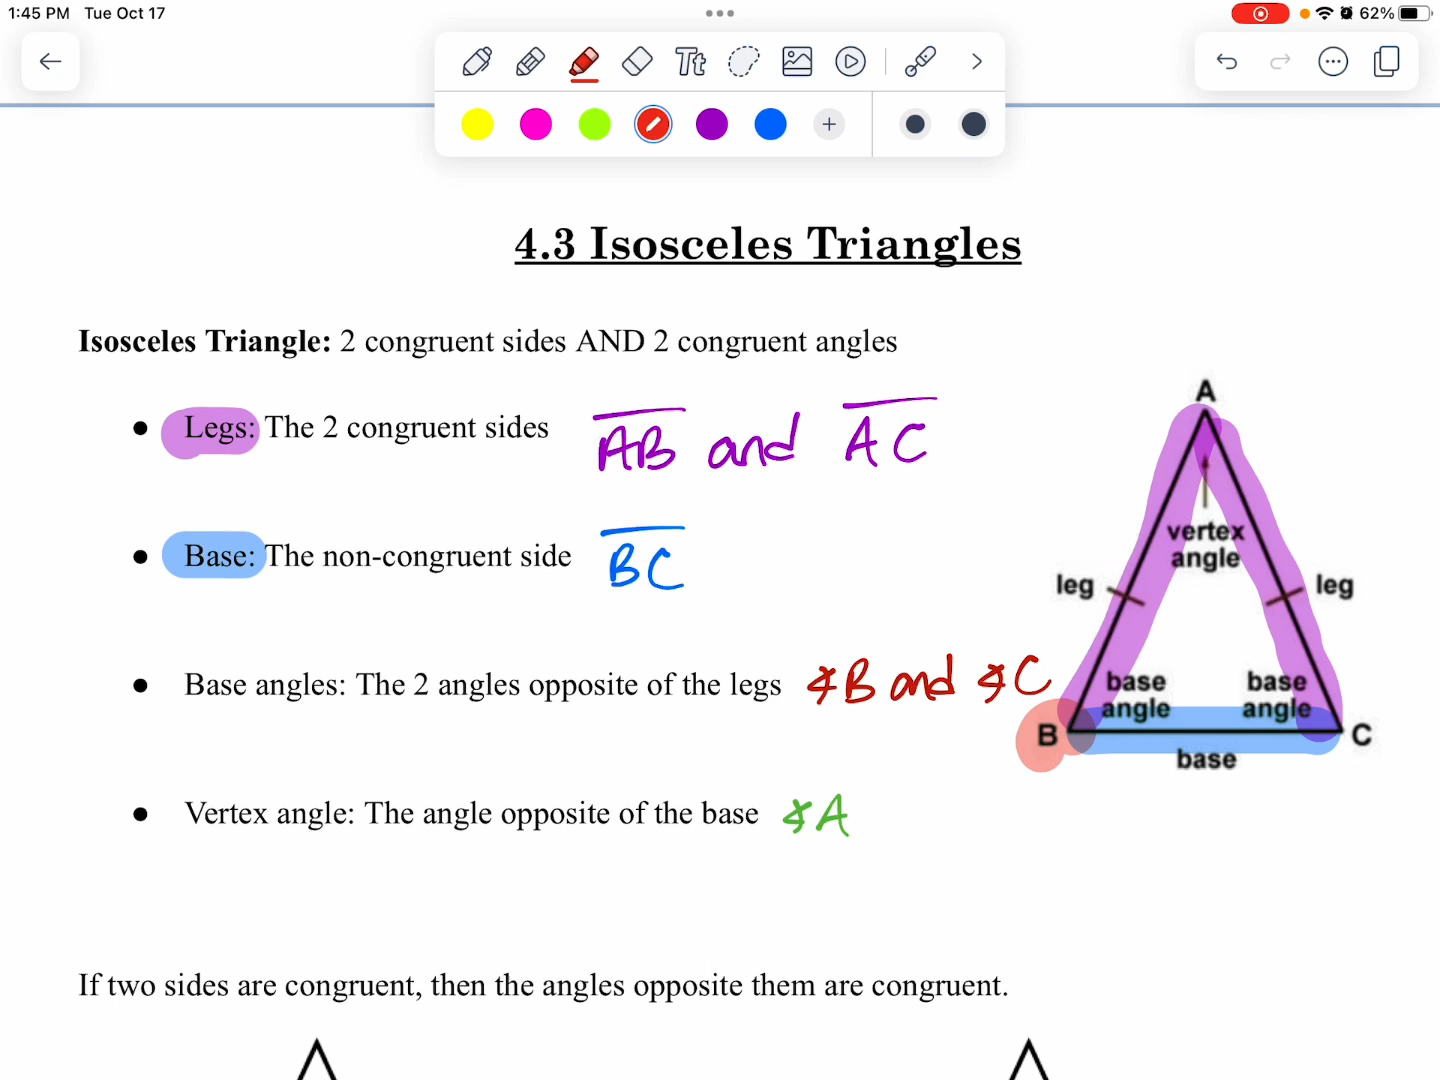 1:45 PM Tue Oct 17
62%
Tt
4.3 Isosceles Triangles
Isosceles Triangle: 2 congruent sides AND 2 congruent angles
● Legs: The 2 congruent sides AB and AC
● Base: The non-congruent side BC
● Base angles: The 2 angles opposite of the legs ∢B and ∢C
● Vertex angle: The angle opposite of the base ∢A
A
vertex
angle
leg
leg
base
angle
base
angle
B
C
base
If two sides are congruent, then the angles opposite them are congruent.